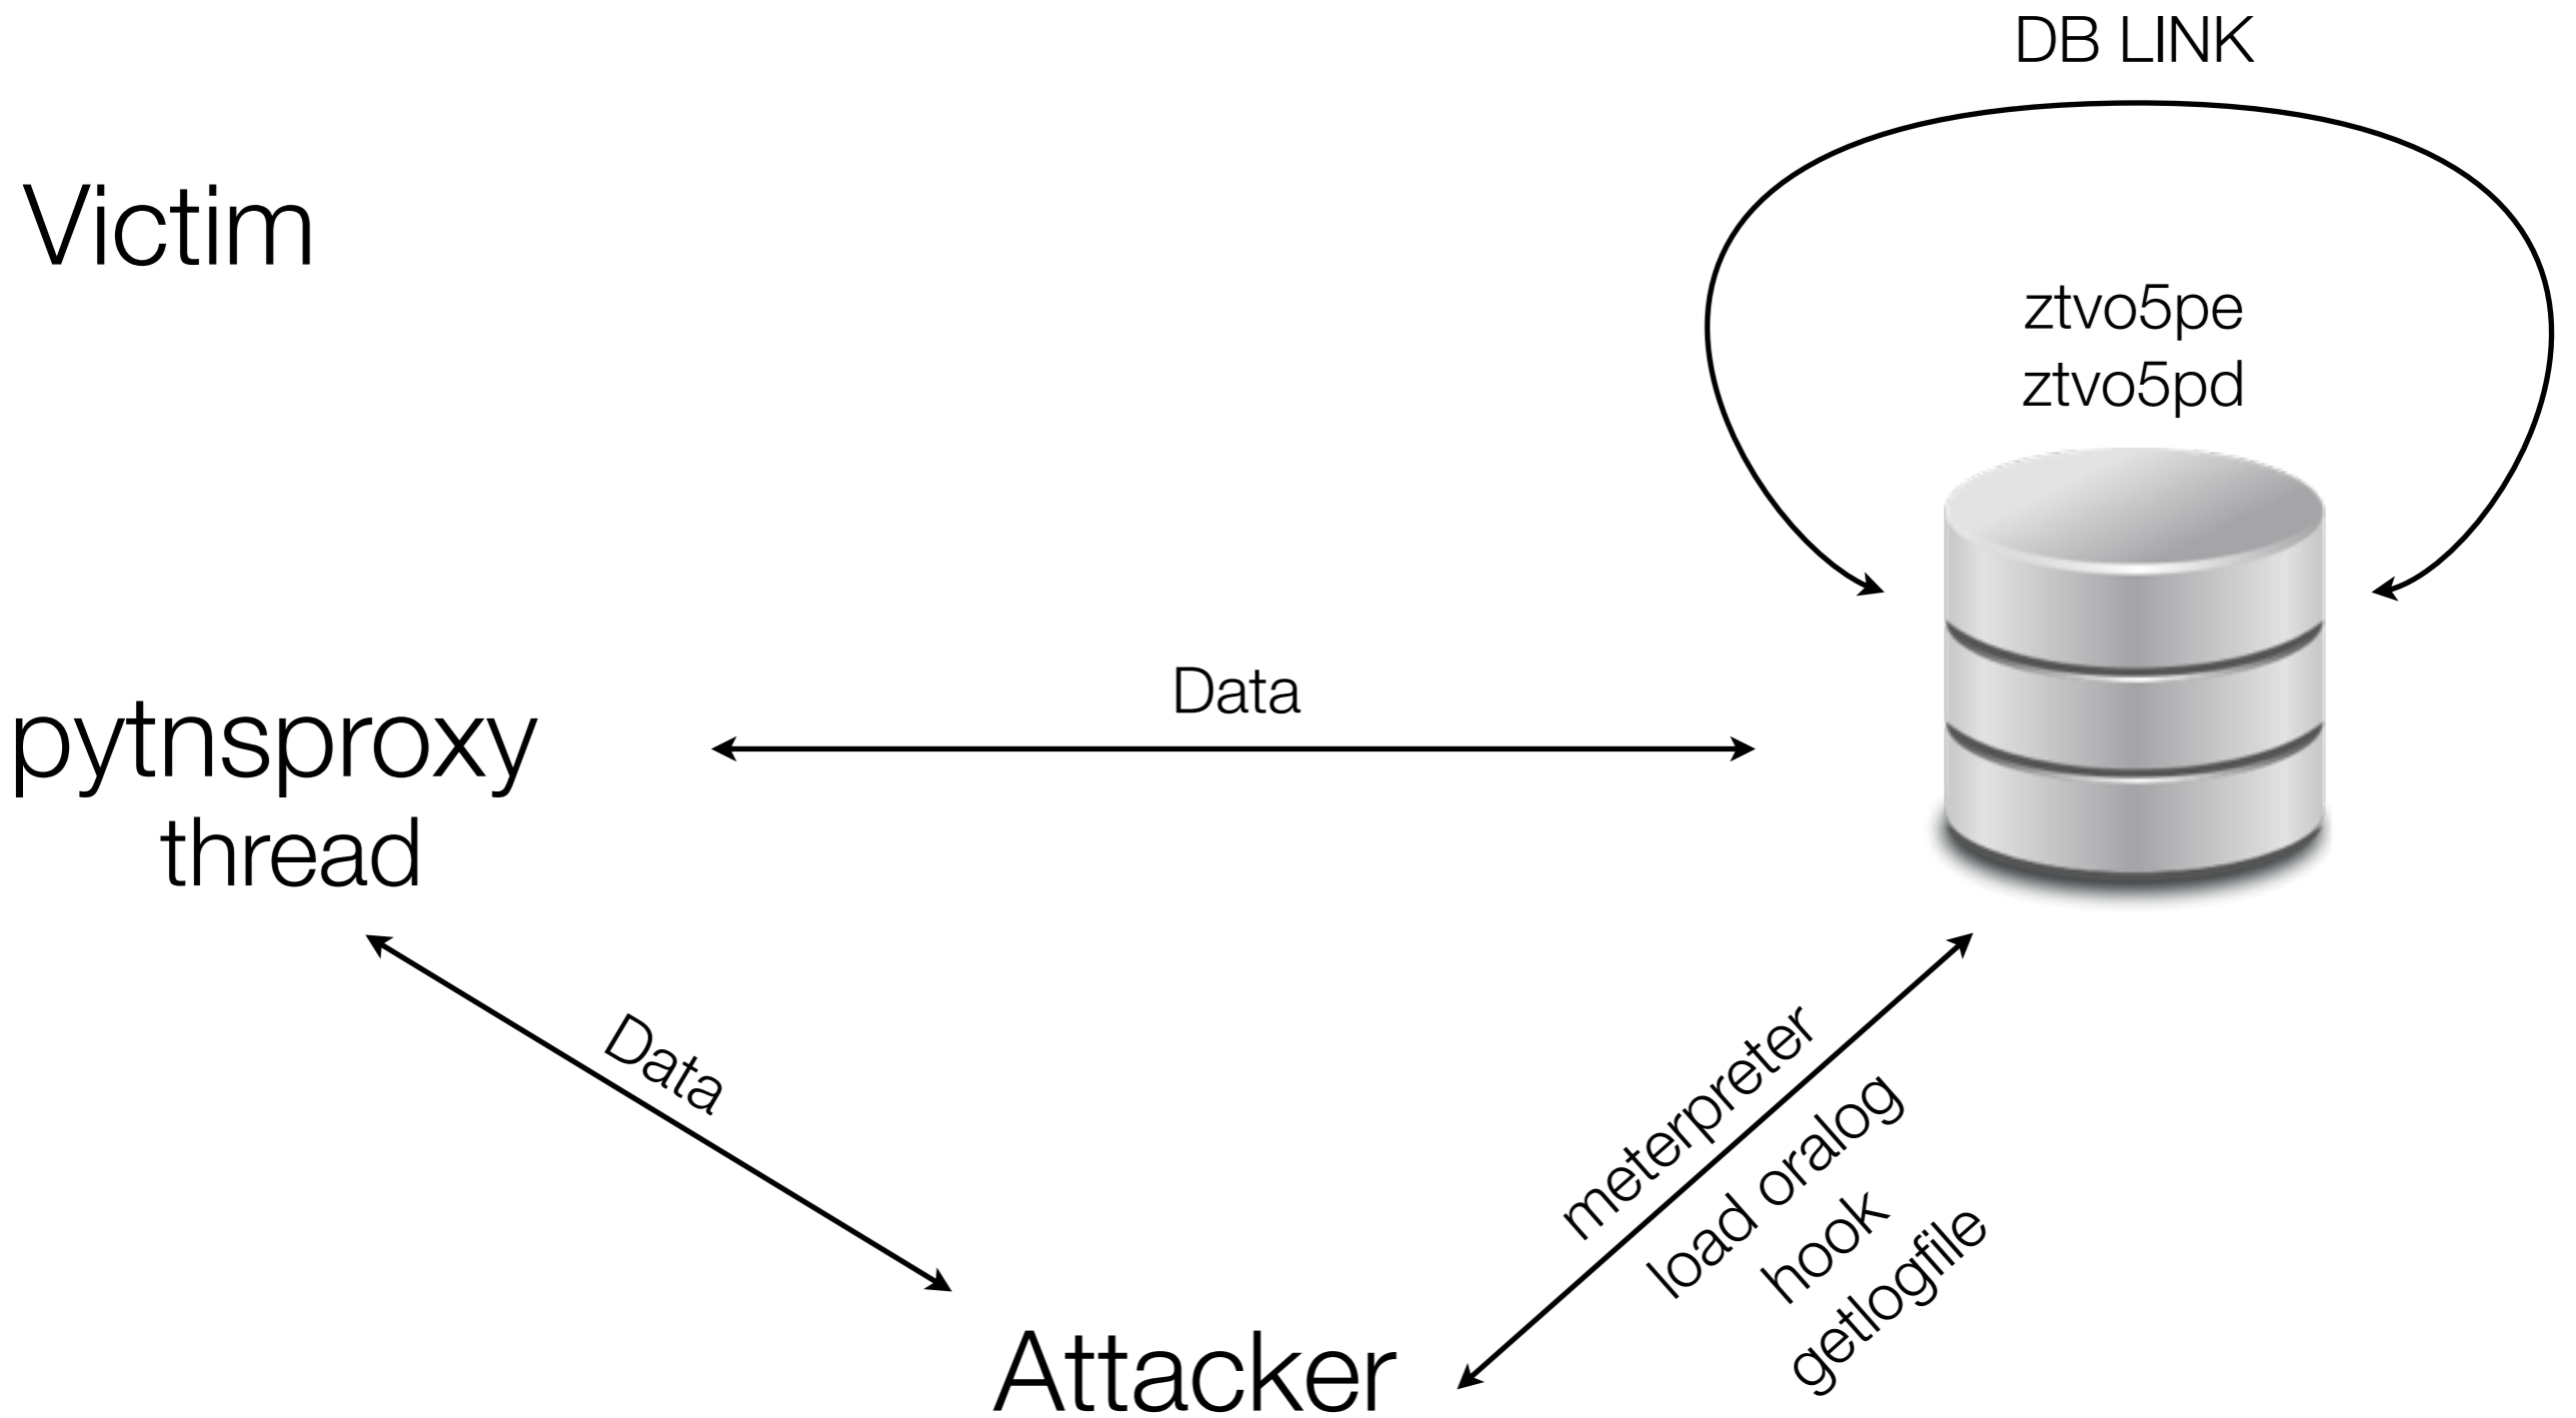 DB LINK
Victim
ztvo5pe
ztvo5pd
Data
pytnsproxy
thread
Data
meterpreter
load oralog
hook
getlogfile
Attacker